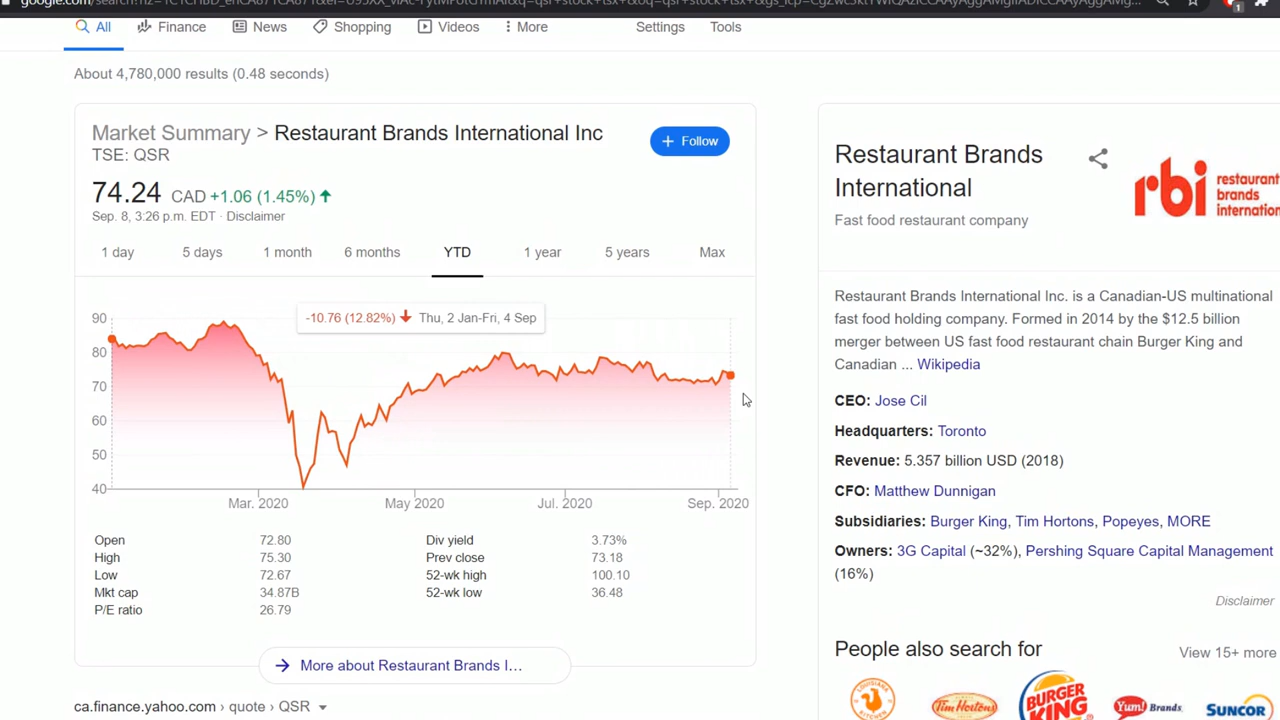 All
Finance
News
Shopping
Videos
More
Settings
Tools
About 4,780,000 results (0.48 seconds)
Market Summary > Restaurant Brands International Inc
TSE: QSR
+ Follow
74.24 CAD +1.06 (1.45%)
Sep. 8, 3:26 p.m. EDT · Disclaimer
1 day
5 days
1 month
6 months
YTD
1 year
5 years
Max
-10.76 (12.82%) Thu, 2 Jan-Fri, 4 Sep
90
80
70
60
50
40
Mar. 2020
May 2020
Jul. 2020
Sep. 2020
Open 72.80
High 75.30
Low 72.67
Mkt cap 34.87B
P/E ratio 26.79
Div yield 3.73%
Prev close 73.18
52-wk high 100.10
52-wk low 36.48
More about Restaurant Brands I...
ca.finance.yahoo.com › quote › QSR
Restaurant Brands
International
Fast food restaurant company
rbi
restaurant
brands
internation
Restaurant Brands International Inc. is a Canadian-US multinational
fast food holding company. Formed in 2014 by the $12.5 billion
merger between US fast food restaurant chain Burger King and
Canadian ... Wikipedia
CEO: Jose Cil
Headquarters: Toronto
Revenue: 5.357 billion USD (2018)
CFO: Matthew Dunnigan
Subsidiaries: Burger King, Tim Hortons, Popeyes, MORE
Owners: 3G Capital (~32%), Pershing Square Capital Management
(16%)
Disclaimer
People also search for
View 15+ more
LOUISIANA
Tim Hortons
BURGER
KING
Yum! Brands
SUNCOR